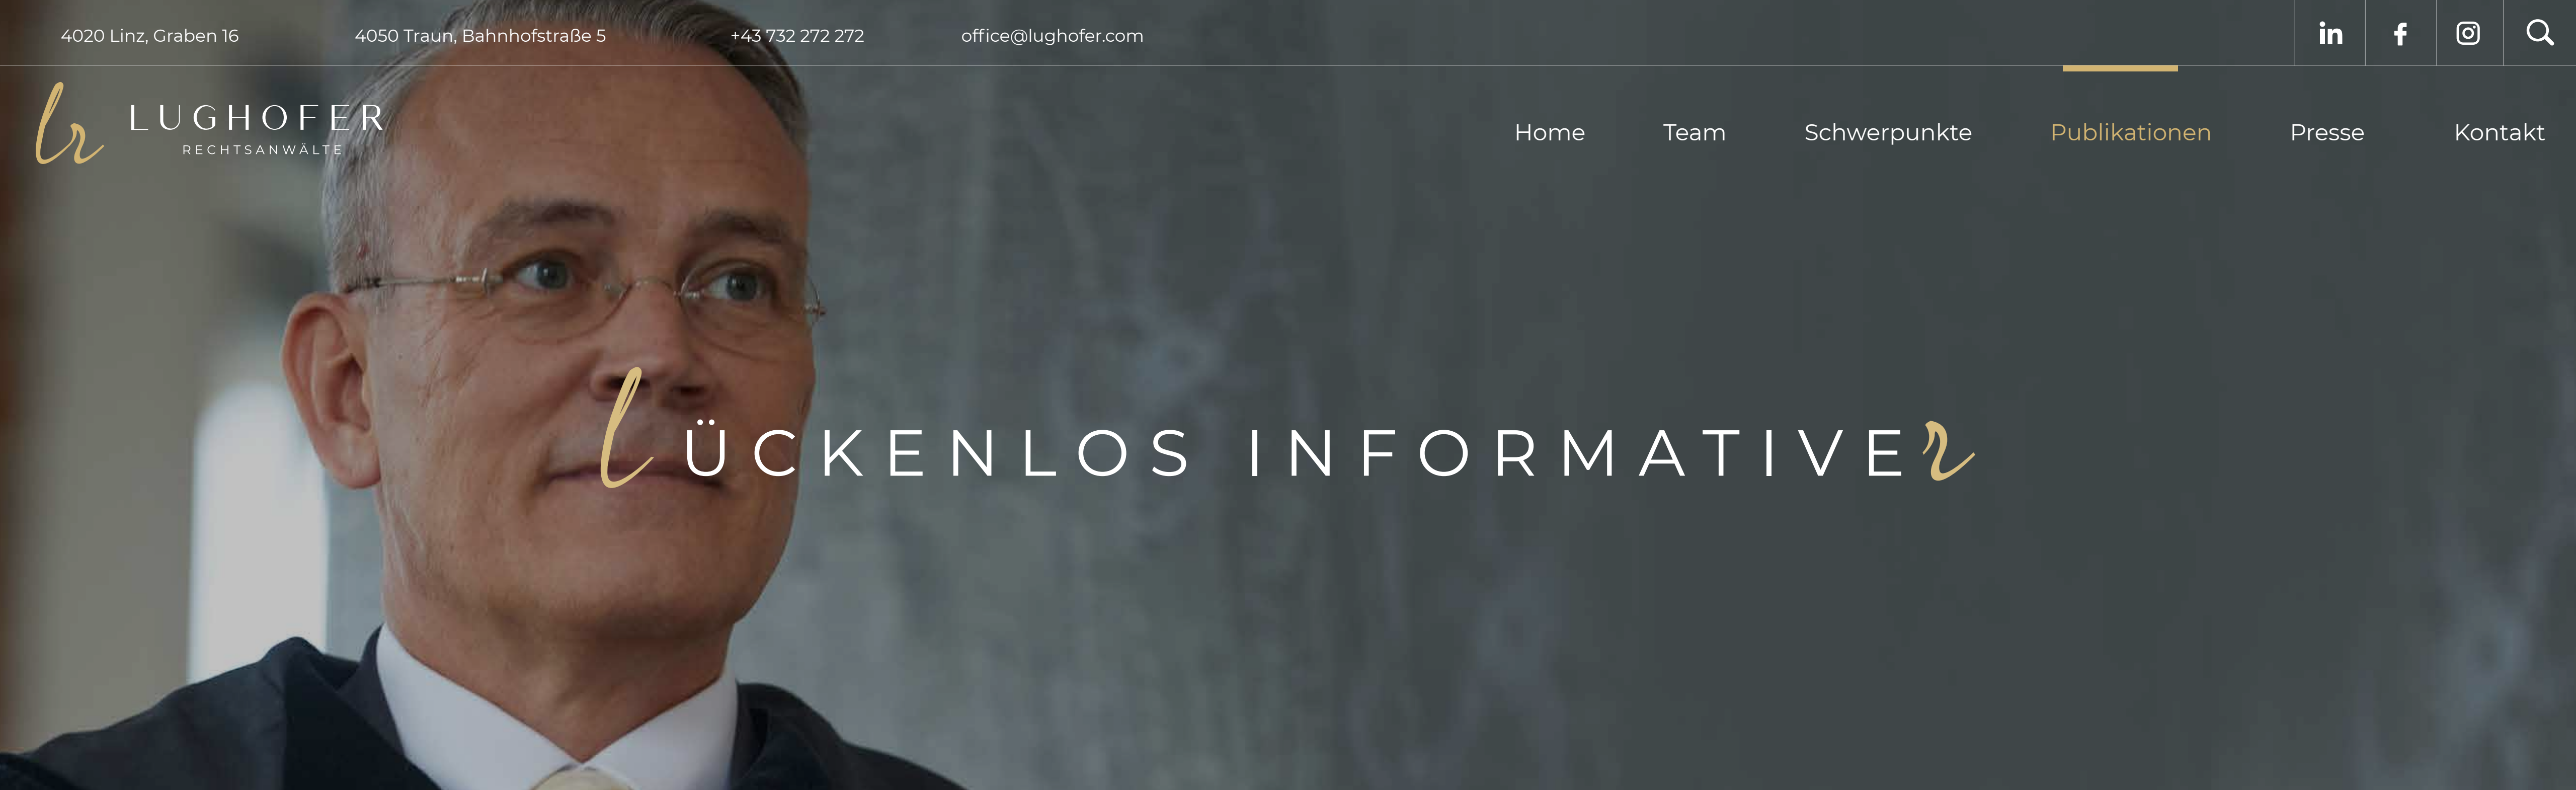 4020 Linz, Graben 16
4050 Traun, Bahnhofstraße 5
+43 732 272 272
office@lughofer.com
lr LUGHOFER
RECHTSANWÄLTE
Home
Team
Schwerpunkte
Publikationen
Presse
Kontakt
lÜCKENLOS INFORMATIVEr